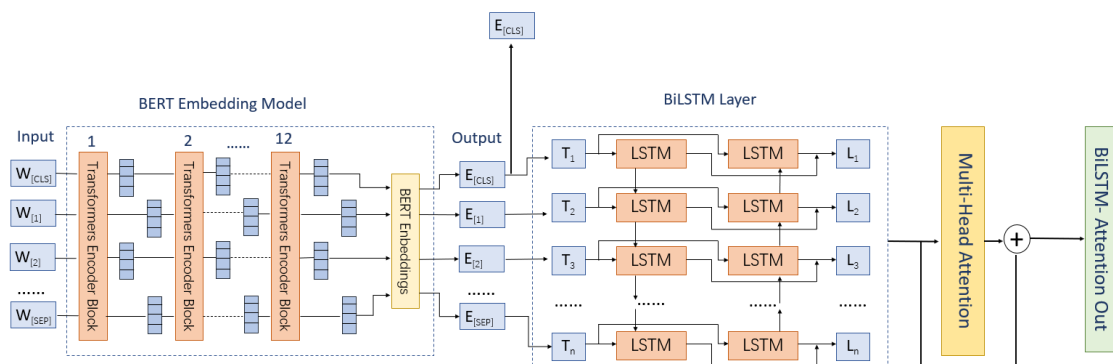 E[CLS]
BERT Embedding Model
BiLSTM Layer
Input
1
2
......
12
Output
W[CLS]
W[1]
W[2]
......
W[SEP]
Transformers Encoder Block
Transformers Encoder Block
Transformers Encoder Block
BERT Embeddings
E[CLS]
E[1]
E[2]
......
E[SEP]
T1
LSTM
LSTM
L1
T2
LSTM
LSTM
L2
T3
LSTM
LSTM
L3
......
......
......
......
Tn
LSTM
LSTM
Ln
Multi-Head Attention
+
BiLSTM- Attention Out